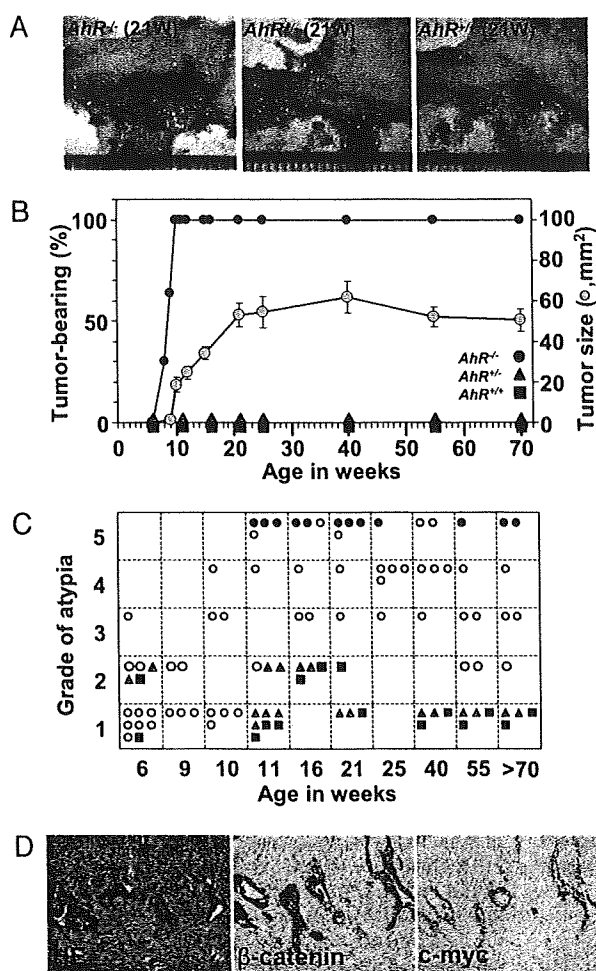 A
AhR-/- (21W)
AhR+/- (21W)
AhR+/+ (21W)
B
Tumor-bearing (%)
100
50
0
100
80
60
40
20
0
Tumor size (○,mm²)
AhR-/-
AhR+/-
AhR+/+
0 10 20 30 40 50 60 70
Age in weeks
C
Grade of atypia
5
4
3
2
1
6 9 10 11 16 21 25 40 55 >70
Age in weeks
D
β-catenin
c-myc